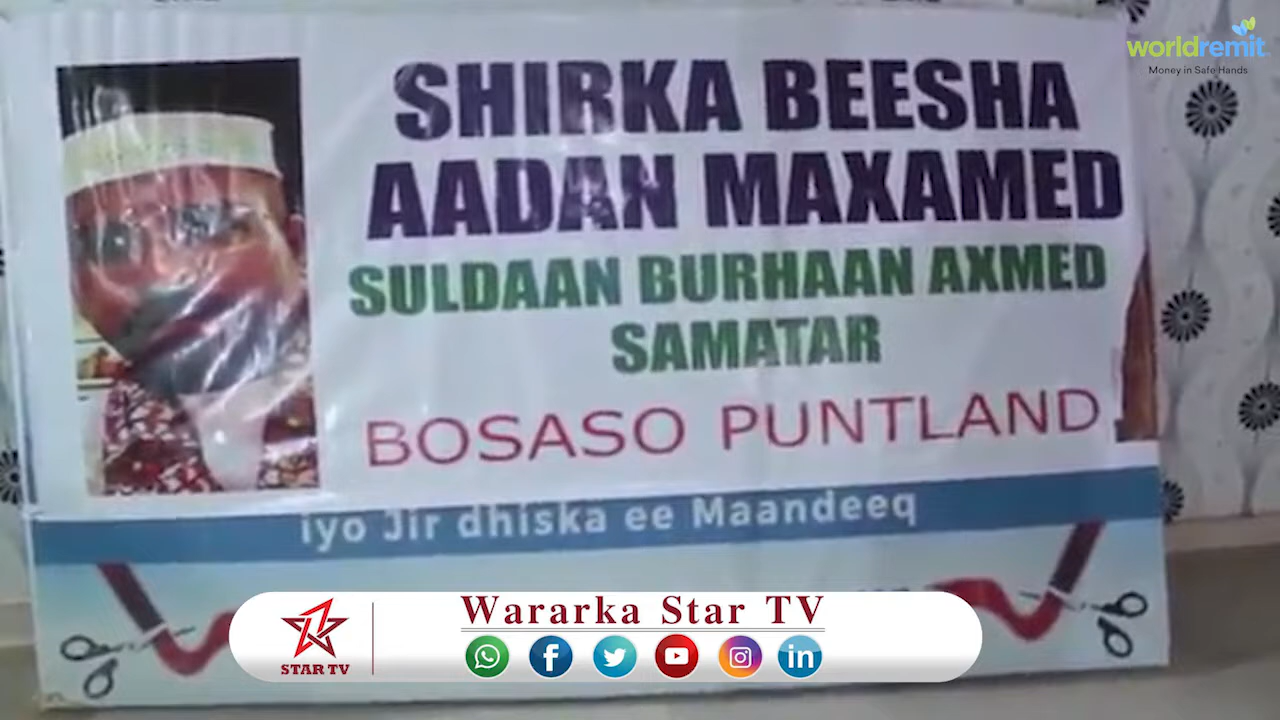 worldremit
Money in Safe Hands
SHIRKA BEESHA
AADAN MAXAMED
SULDAAN BURHAAN AXMED
SAMATAR
BOSASO PUNTLAND
iyo Jir dhiska ee Maandeeq
Wararka Star TV
STAR TV